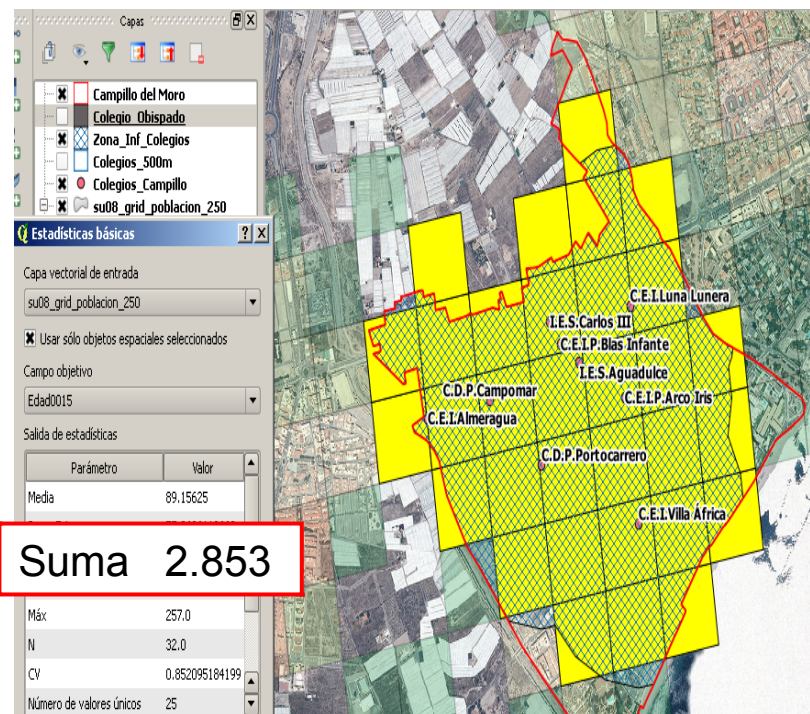 Capas
Campillo del Moro
Colegio_Obispado
Zona_Inf_Colegios
Colegios_500m
Colegios_Campillo
su08_grid_poblacion_250
Estadísticas básicas
Capa vectorial de entrada
su08_grid_poblacion_250
Usar sólo objetos espaciales seleccionados
Campo objetivo
Edad0015
Salida de estadísticas
Parámetro Valor
Media 89.15625
Suma 2.853
Máx 257.0
N 32.0
CV 0.852095184199
Número de valores únicos 25
C.E.I.Luna Lunera
I.E.S.Carlos III
C.E.I.P.Blas Infante
I.E.S.Aguadulce
C.D.P.Campomar
C.E.I.P.Arco Iris
C.E.I.Almeragua
C.D.P.Portocarrero
C.E.I.Villa África